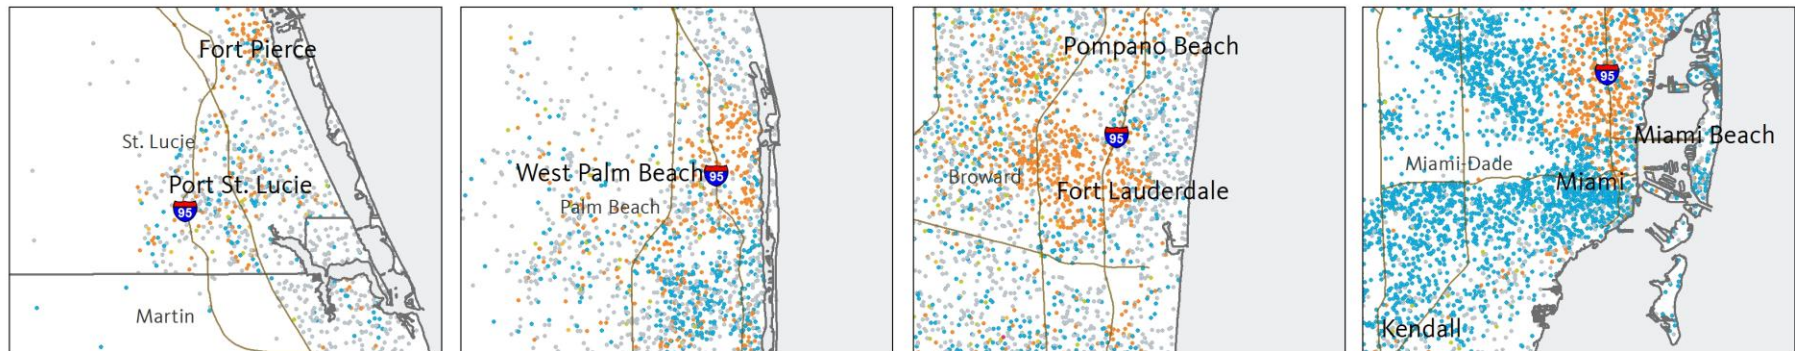 Fort Pierce
St. Lucie
Port St. Lucie
95
Martin
West Palm Beach
95
Palm Beach
Pompano Beach
95
Broward
Fort Lauderdale
95
Miami Beach
Miami-Dade
Miami
Kendall